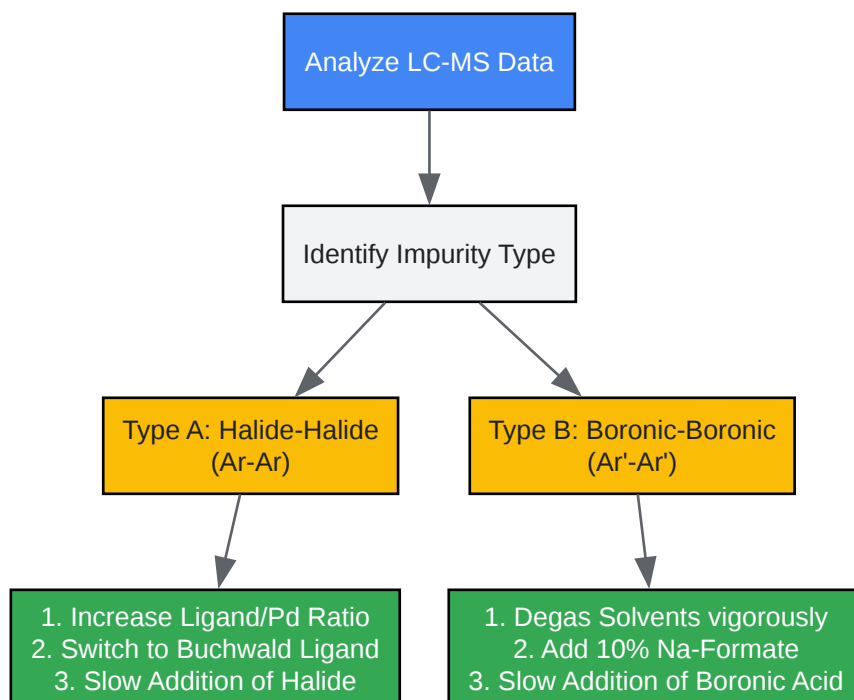 Analyze LC-MS Data
Identify Impurity Type
Type A: Halide-Halide
(Ar-Ar)
Type B: Boronic-Boronic
(Ar'-Ar')
1. Increase Ligand/Pd Ratio
2. Switch to Buchwald Ligand
3. Slow Addition of Halide
1. Degas Solvents vigorously
2. Add 10% Na-Formate
3. Slow Addition of Boronic Acid